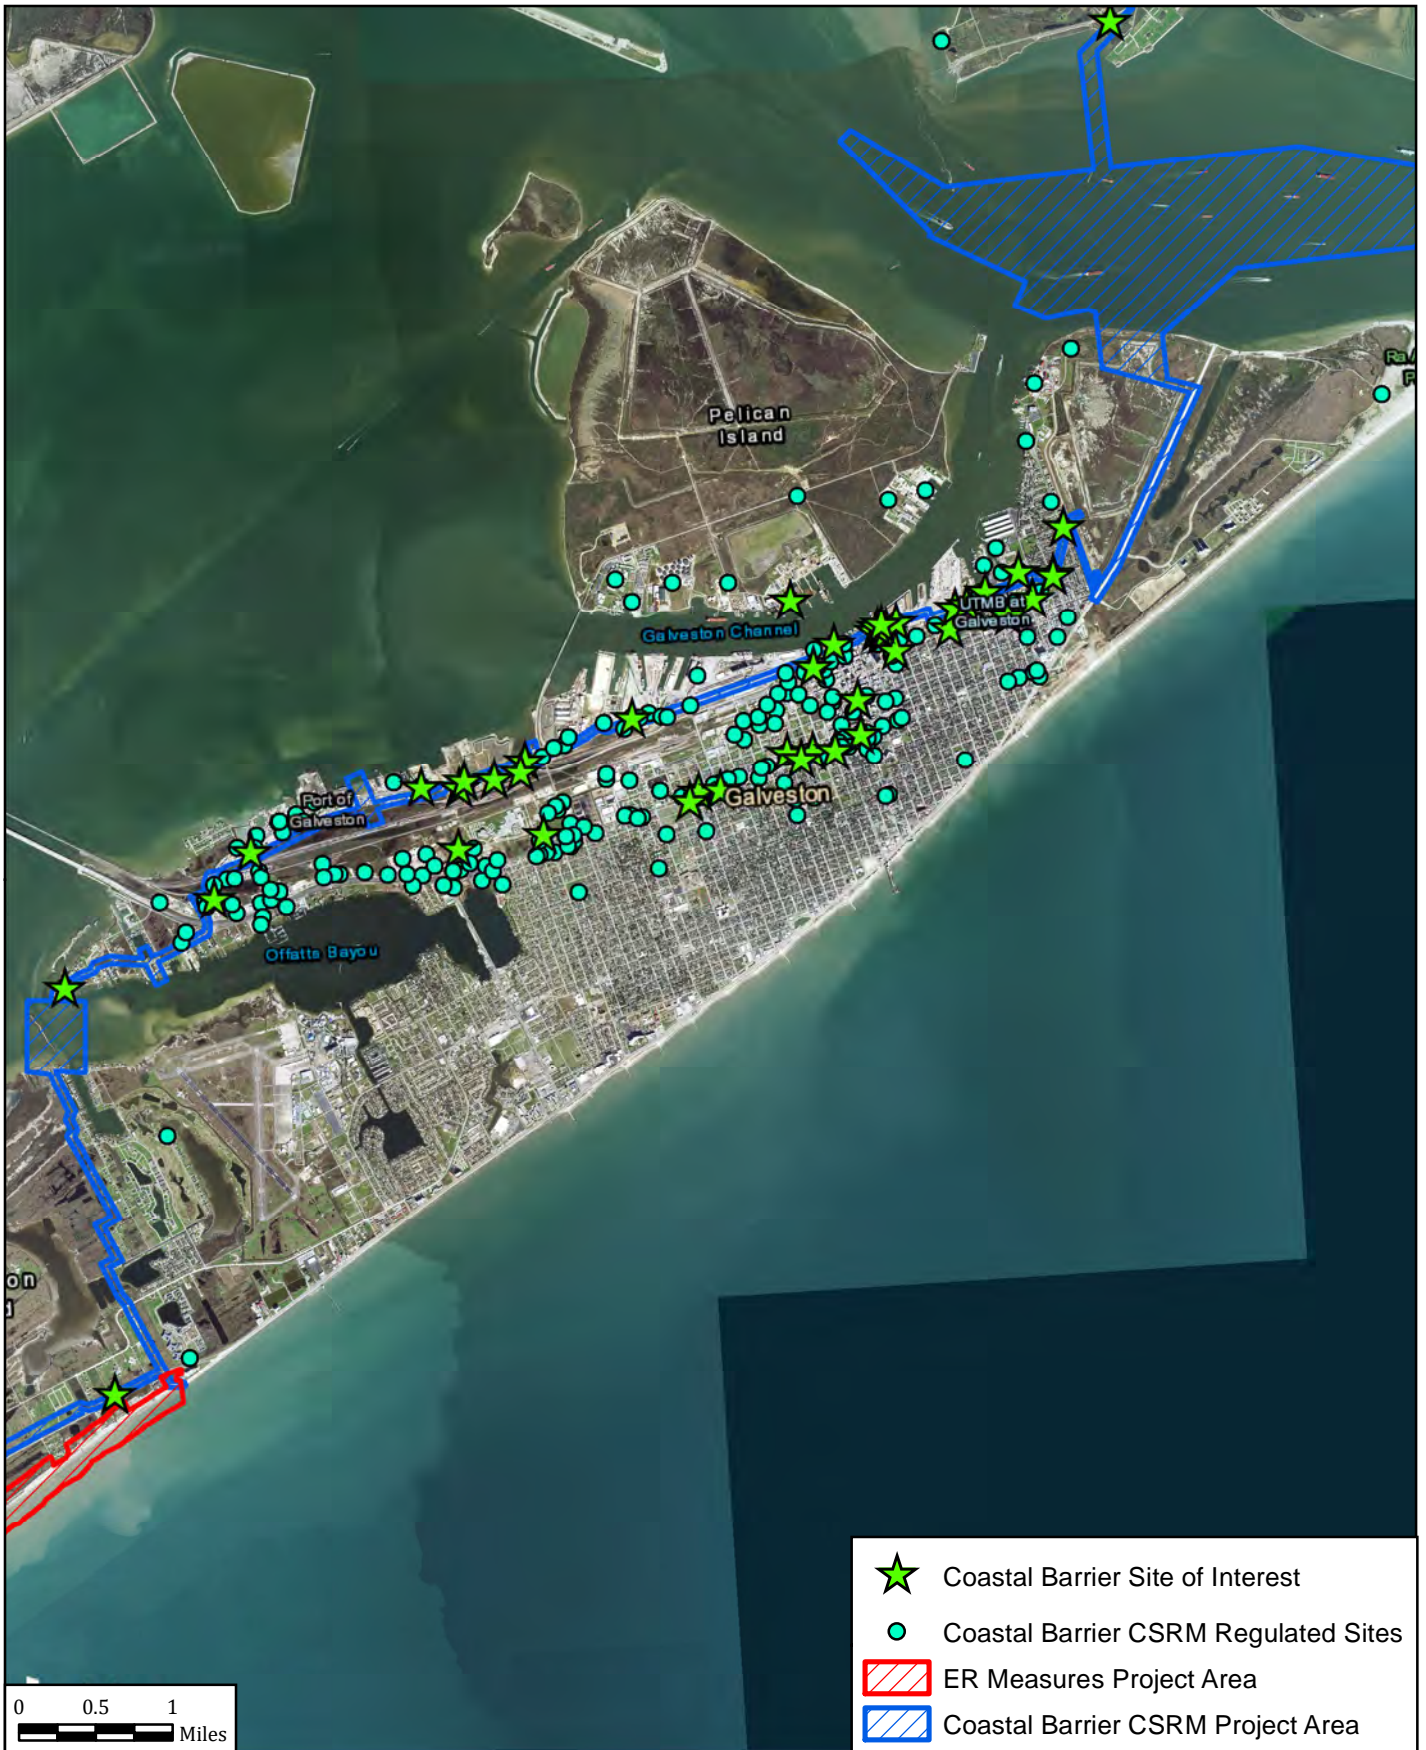 Pelican
Island
Galveston Channel
UTMB at
Galveston
Port of
Galveston
Galveston
Offatts Bayou
Coastal Barrier Site of Interest
Coastal Barrier CSRM Regulated Sites
ER Measures Project Area
Coastal Barrier CSRM Project Area
0 0.5 1
Miles